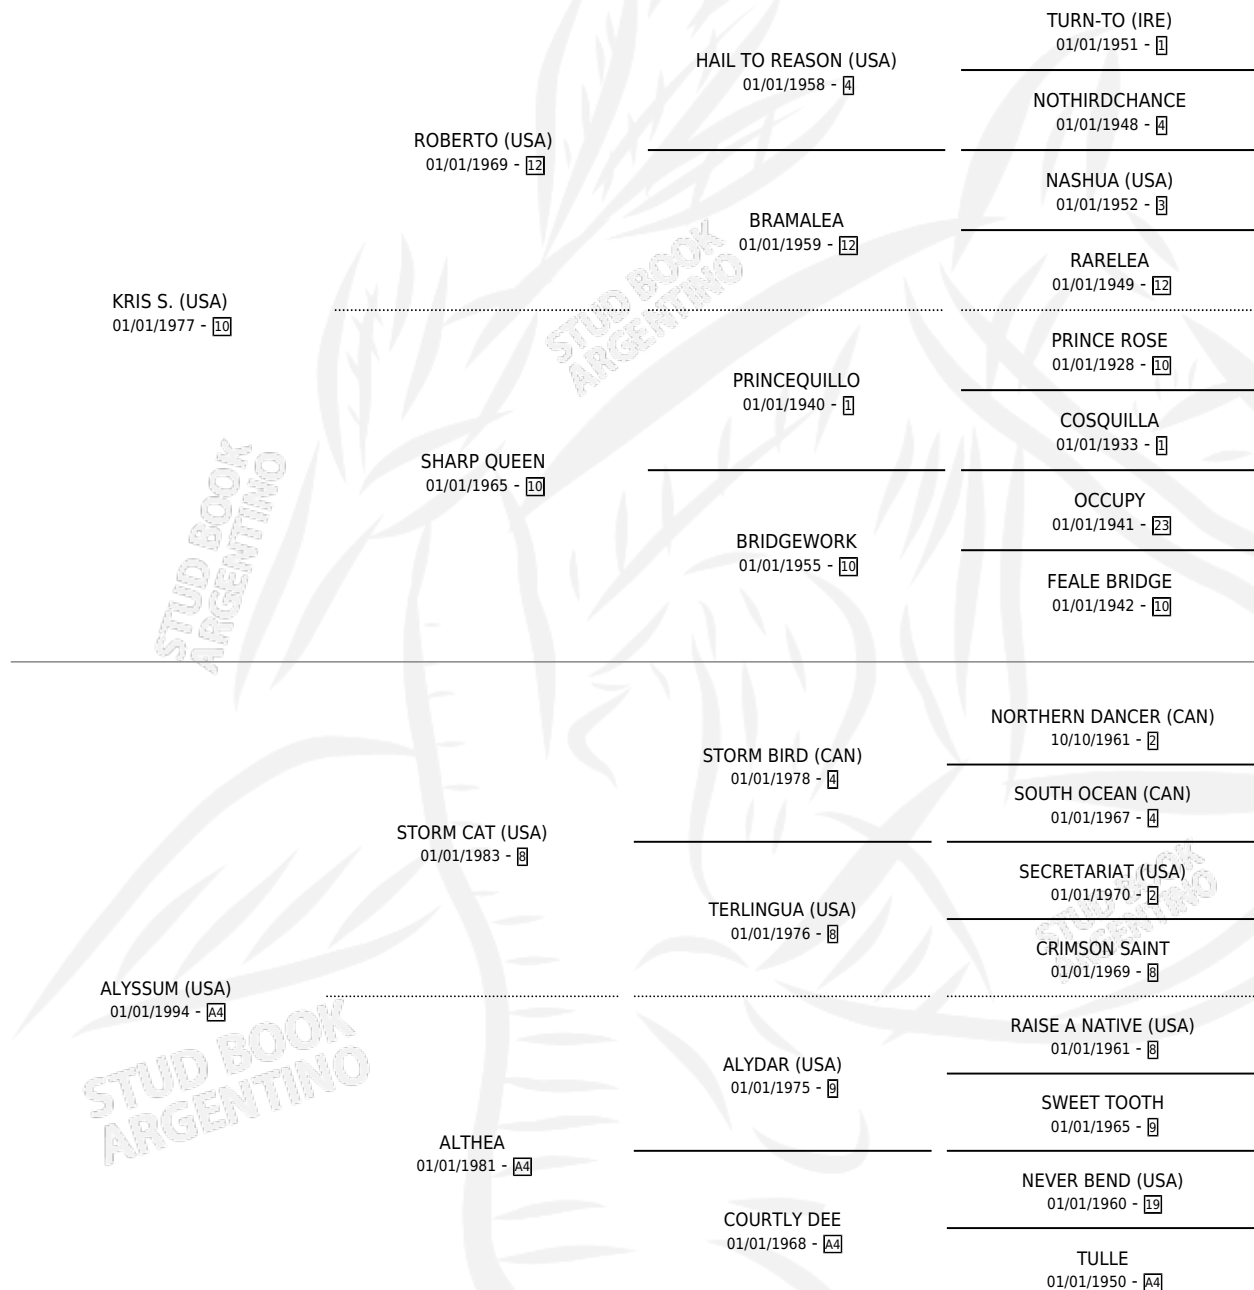 TURN-TO (IRE)
01/01/1951 - 1
HAIL TO REASON (USA)
01/01/1958 - 4
NOTHIRDCHANCE
01/01/1948 - 4
ROBERTO (USA)
01/01/1969 - 12
NASHUA (USA)
01/01/1952 - 3
BRAMALEA
01/01/1959 - 12
RARELEA
01/01/1949 - 12
KRIS S. (USA)
01/01/1977 - 10
STUD BOOK
ARGENTINO
PRINCE ROSE
01/01/1928 - 10
PRINCEQUILLO
01/01/1940 - 1
COSQUILLA
01/01/1933 - 1
SHARP QUEEN
01/01/1965 - 10
OCCUPY
01/01/1941 - 23
BRIDGEWORK
01/01/1955 - 10
FEALE BRIDGE
01/01/1942 - 10
STUD BOOK
ARGENTINO
NORTHERN DANCER (CAN)
10/10/1961 - 2
STORM BIRD (CAN)
01/01/1978 - 4
SOUTH OCEAN (CAN)
01/01/1967 - 4
STORM CAT (USA)
01/01/1983 - 8
SECRETARIAT (USA)
01/01/1970 - 2
TERLINGUA (USA)
01/01/1976 - 8
CRIMSON SAINT
01/01/1969 - 8
STUD BOOK
ARGENTINO
ALYSSUM (USA)
01/01/1994 - A4
RAISE A NATIVE (USA)
01/01/1961 - 8
ALYDAR (USA)
01/01/1975 - 9
SWEET TOOTH
01/01/1965 - 9
STUD BOOK
ARGENTINO
ALTHEA
01/01/1981 - A4
NEVER BEND (USA)
01/01/1960 - 19
COURTLY DEE
01/01/1968 - A4
TULLE
01/01/1950 - A4